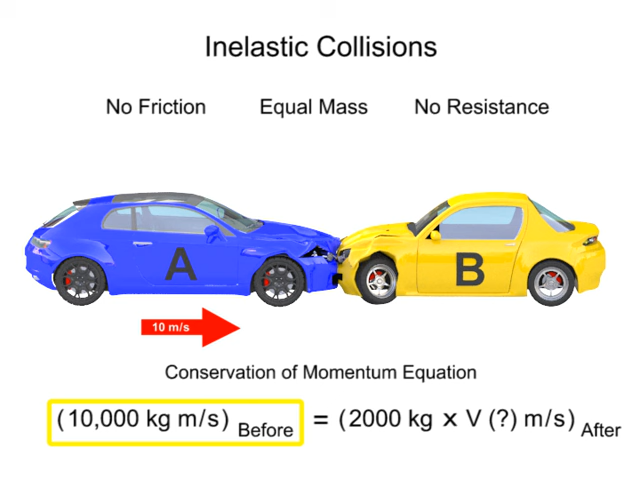 Inelastic Collisions
No Friction Equal Mass No Resistance
A B
10 m/s
Conservation of Momentum Equation
(10,000 kg m/s) Before = (2000 kg x V (?) m/s) After